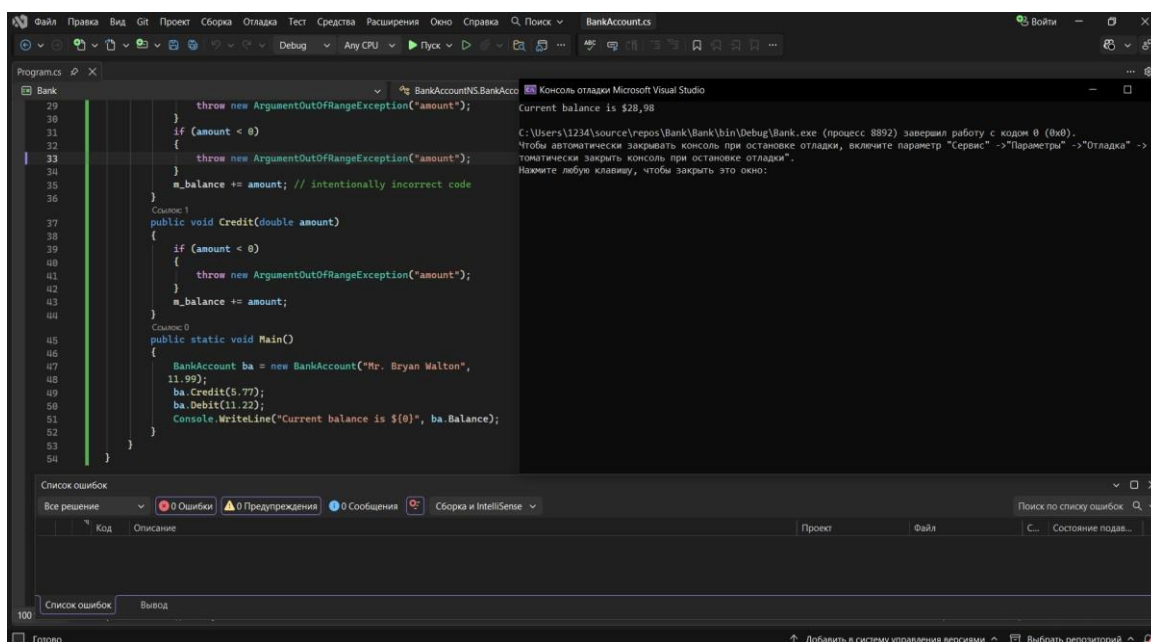 Файл Правка Вид Git Проект Сборка Отладка Тест Средства Расширения Окно Справка Поиск BankAccount.cs Войти
Debug Any CPU Пуск
Program.cs
Bank BankAccountNS.BankAcco
Консоль отладки Microsoft Visual Studio
29 throw new ArgumentOutOfRangeException("amount");
30 }
31 if (amount < 0)
32 {
33 throw new ArgumentOutOfRangeException("amount");
34 }
35 m_balance += amount; // intentionally incorrect code
36 }
Ссылок: 1
37 public void Credit(double amount)
38 {
39 if (amount < 0)
40 {
41 throw new ArgumentOutOfRangeException("amount");
42 }
43 m_balance += amount;
44 }
Ссылок: 0
45 public static void Main()
46 {
47 BankAccount ba = new BankAccount("Mr. Bryan Walton",
48 11.99);
49 ba.Credit(5.77);
50 ba.Debit(11.22);
51 Console.WriteLine("Current balance is ${0}", ba.Balance);
52 }
53 }
54 }
Current balance is $28,98
C:\Users\1234\source\repos\Bank\Bank\bin\Debug\Bank.exe (процесс 8892) завершил работу с кодом 0 (0x0).
Чтобы автоматически закрывать консоль при остановке отладки, включите параметр "Сервис" ->"Параметры" ->"Отладка" ->
томатически закрыть консоль при остановке отладки".
Нажмите любую клавишу, чтобы закрыть это окно:
Список ошибок
Все решение 0 Ошибки 0 Предупреждения 0 Сообщения Сборка и IntelliSense Поиск по списку ошибок
Код Описание Проект Файл С... Состояние подав...
Список ошибок Вывод
100
Готово Добавить в систему управления версиями Выбрать репозиторий